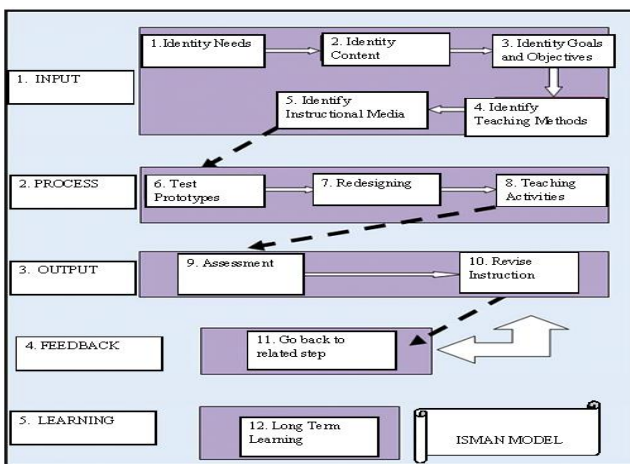 1. INPUT
1.Identity Needs
2. Identity
Content
3. Identity Goals
and Objectives
5. Identify
Instructional Media
4. Identify
Teaching Methods
2. PROCESS
6. Test
Prototypes
7. Redesigning
8. Teaching
Activities
3. OUTPUT
9. Assessment
10. Revise
Instruction
4. FEEDBACK
11. Go back to
related step
5. LEARNING
12. Long Term
Learning
ISMAN MODEL